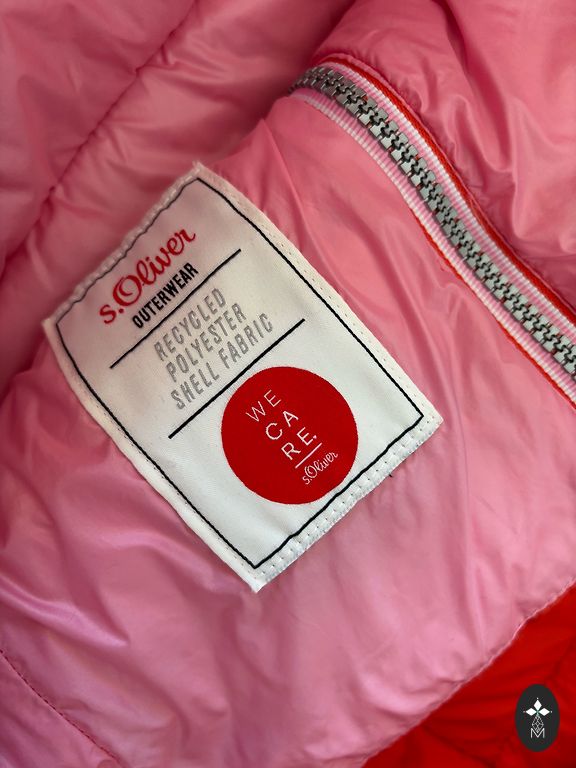 s.Oliver
OUTERWEAR
RECYCLED
POLYESTER
SHELL FABRIC
WE
CA
RE.
s.Oliver
M